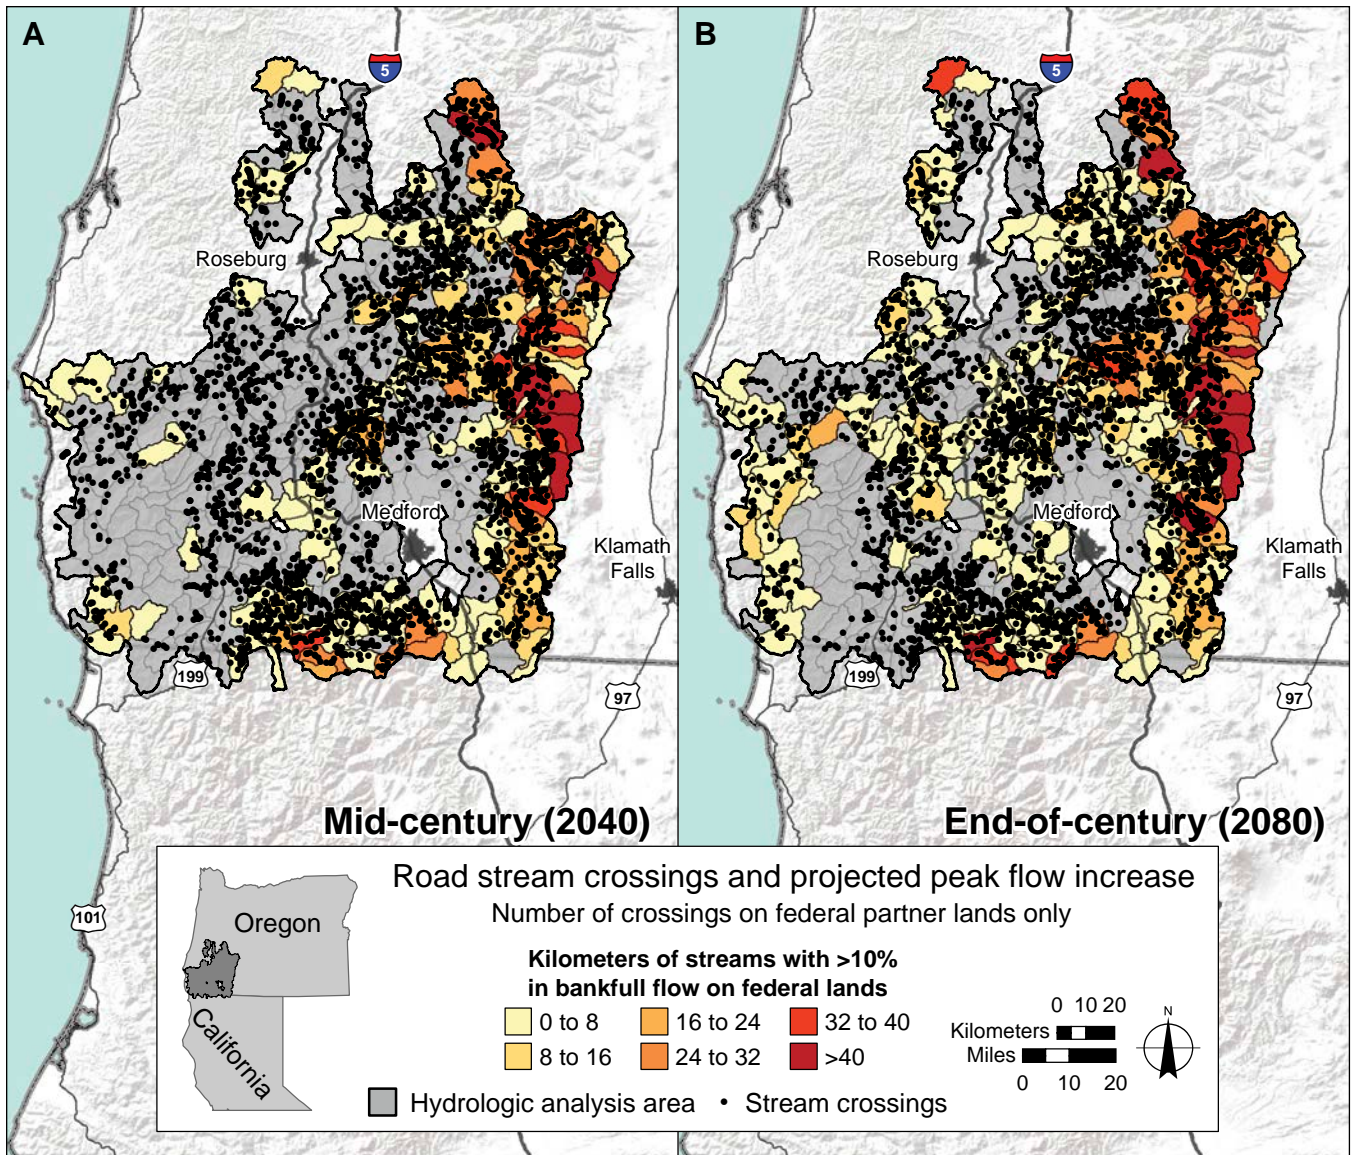 A
B
5
5
Roseburg
Roseburg
Medford
Medford
Klamath
Falls
Klamath
Falls
199
199
97
97
Mid-century (2040)
End-of-century (2080)
101
Road stream crossings and projected peak flow increase
Number of crossings on federal partner lands only
Oregon
California
Kilometers of streams with >10%
in bankfull flow on federal lands
0 to 8
16 to 24
32 to 40
8 to 16
24 to 32
>40
0 10 20
Kilometers
Miles
0 10 20
N
Hydrologic analysis area
Stream crossings